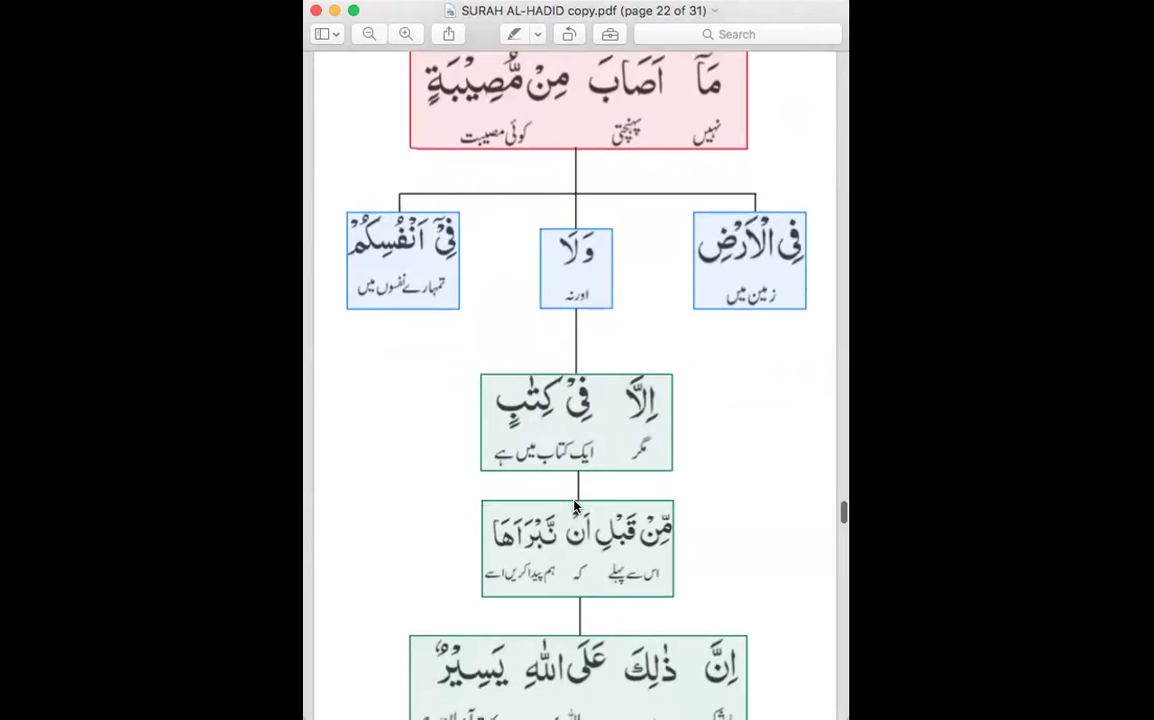 SURAH AL-HADID copy.pdf (page 22 of 31)
Search
مَآ اَصَابَ مِنْ مُّصِيْبَةٍ
نہیں پہنچتی کوئی مصیبت
فِي الْاَرْضِ
زمین میں
وَلَا
اور نہ
فِيْٓ اَنْفُسِكُمْ
تمہارے نفسوں میں
اِلَّا فِيْ كِتٰبٍ
مگر ایک کتاب میں ہے
مِّنْ قَبْلِ اَنْ نَّبْرَاَهَا
اس سے پہلے کہ ہم پیدا کریں اسے
اِنَّ ذٰلِكَ عَلَى اللّٰهِ يَسِيْرٌ